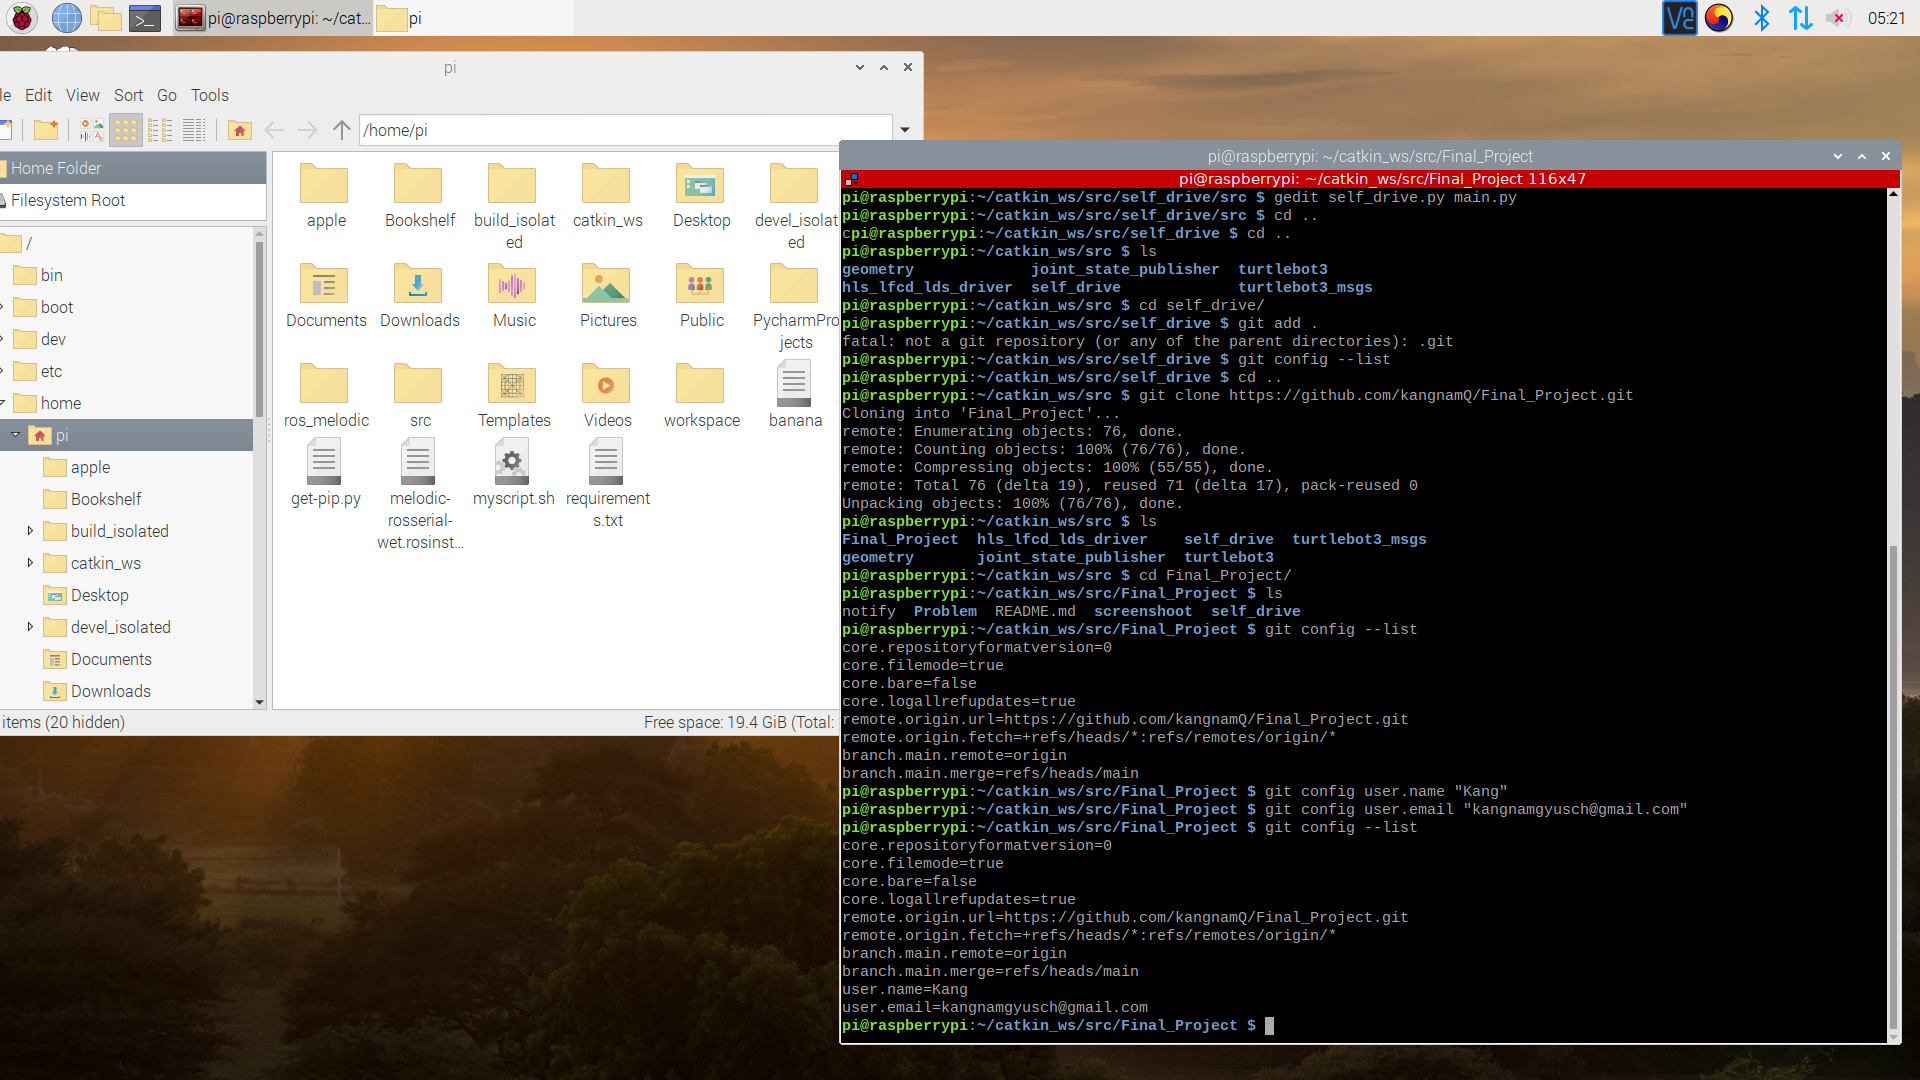 pi@raspberrypi: ~/cat...
pi
05:21
pi
le Edit View Sort Go Tools
/home/pi
Home Folder
Filesystem Root
/
bin
boot
dev
etc
home
pi
apple
Bookshelf
build_isolated
catkin_ws
Desktop
devel_isolated
Documents
Downloads
apple
Bookshelf
build_isolat
ed
catkin_ws
Desktop
devel_isolat
ed
Documents
Downloads
Music
Pictures
Public
PycharmPro
jects
ros_melodic
src
Templates
Videos
workspace
banana
get-pip.py
melodic-
rosserial-
wet.rosinst...
myscript.sh
requirement
s.txt
items (20 hidden)
Free space: 19.4 GiB (Total:
pi@raspberrypi: ~/catkin_ws/src/Final_Project
pi@raspberrypi: ~/catkin_ws/src/Final_Project 116x47
pi@raspberrypi:~/catkin_ws/src/self_drive/src $ gedit self_drive.py main.py
pi@raspberrypi:~/catkin_ws/src/self_drive/src $ cd ..
cpi@raspberrypi:~/catkin_ws/src/self_drive $ cd ..
pi@raspberrypi:~/catkin_ws/src $ ls
geometry             joint_state_publisher  turtlebot3
hls_lfcd_lds_driver  self_drive             turtlebot3_msgs
pi@raspberrypi:~/catkin_ws/src $ cd self_drive/
pi@raspberrypi:~/catkin_ws/src/self_drive $ git add .
fatal: not a git repository (or any of the parent directories): .git
pi@raspberrypi:~/catkin_ws/src/self_drive $ git config --list
pi@raspberrypi:~/catkin_ws/src/self_drive $ cd ..
pi@raspberrypi:~/catkin_ws/src $ git clone https://github.com/kangnamQ/Final_Project.git
Cloning into 'Final_Project'...
remote: Enumerating objects: 76, done.
remote: Counting objects: 100% (76/76), done.
remote: Compressing objects: 100% (55/55), done.
remote: Total 76 (delta 19), reused 71 (delta 17), pack-reused 0
Unpacking objects: 100% (76/76), done.
pi@raspberrypi:~/catkin_ws/src $ ls
Final_Project  hls_lfcd_lds_driver    self_drive  turtlebot3_msgs
geometry       joint_state_publisher  turtlebot3
pi@raspberrypi:~/catkin_ws/src $ cd Final_Project/
pi@raspberrypi:~/catkin_ws/src/Final_Project $ ls
notify  Problem  README.md  screenshoot  self_drive
pi@raspberrypi:~/catkin_ws/src/Final_Project $ git config --list
core.repositoryformatversion=0
core.filemode=true
core.bare=false
core.logallrefupdates=true
remote.origin.url=https://github.com/kangnamQ/Final_Project.git
remote.origin.fetch=+refs/heads/*:refs/remotes/origin/*
branch.main.remote=origin
branch.main.merge=refs/heads/main
pi@raspberrypi:~/catkin_ws/src/Final_Project $ git config user.name "Kang"
pi@raspberrypi:~/catkin_ws/src/Final_Project $ git config user.email "kangnamgyusch@gmail.com"
pi@raspberrypi:~/catkin_ws/src/Final_Project $ git config --list
core.repositoryformatversion=0
core.filemode=true
core.bare=false
core.logallrefupdates=true
remote.origin.url=https://github.com/kangnamQ/Final_Project.git
remote.origin.fetch=+refs/heads/*:refs/remotes/origin/*
branch.main.remote=origin
branch.main.merge=refs/heads/main
user.name=Kang
user.email=kangnamgyusch@gmail.com
pi@raspberrypi:~/catkin_ws/src/Final_Project $